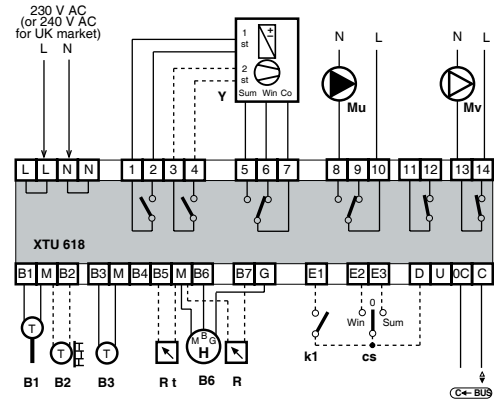 230 V AC
(or 240 V AC
for UK market)
L N
1 st
2 st
±
Y
Sum Win Co
N L
Mu
N L
Mv
L L N N 1 2 3 4 5 6 7 8 9 10 11 12 13 14
XTU 618
B1 M B2 B3 M B4 B5 M B6 B7 G E1 E2 E3 D U 0C C
T
T
T
M B G
H
0
Win Sum
k1
cs
B1 B2 B3 R t B6 R
C BUS